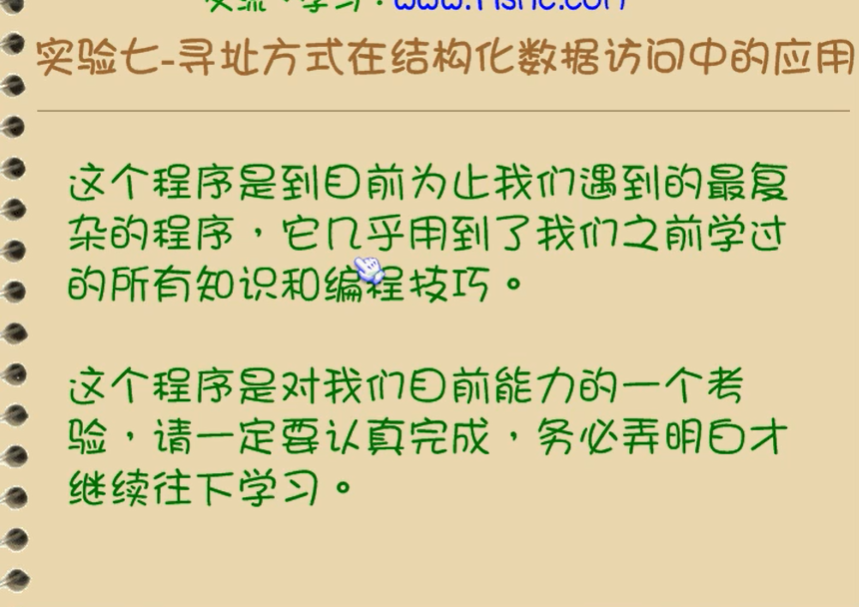 学习：www.fishc.com
实验七-寻址方式在结构化数据访问中的应用
这个程序是到目前为止我们遇到的最复
杂的程序，它几乎用到了我们之前学过
的所有知识和编程技巧。
这个程序是对我们目前能力的一个考
验，请一定要认真完成，务必弄明白才
继续往下学习。